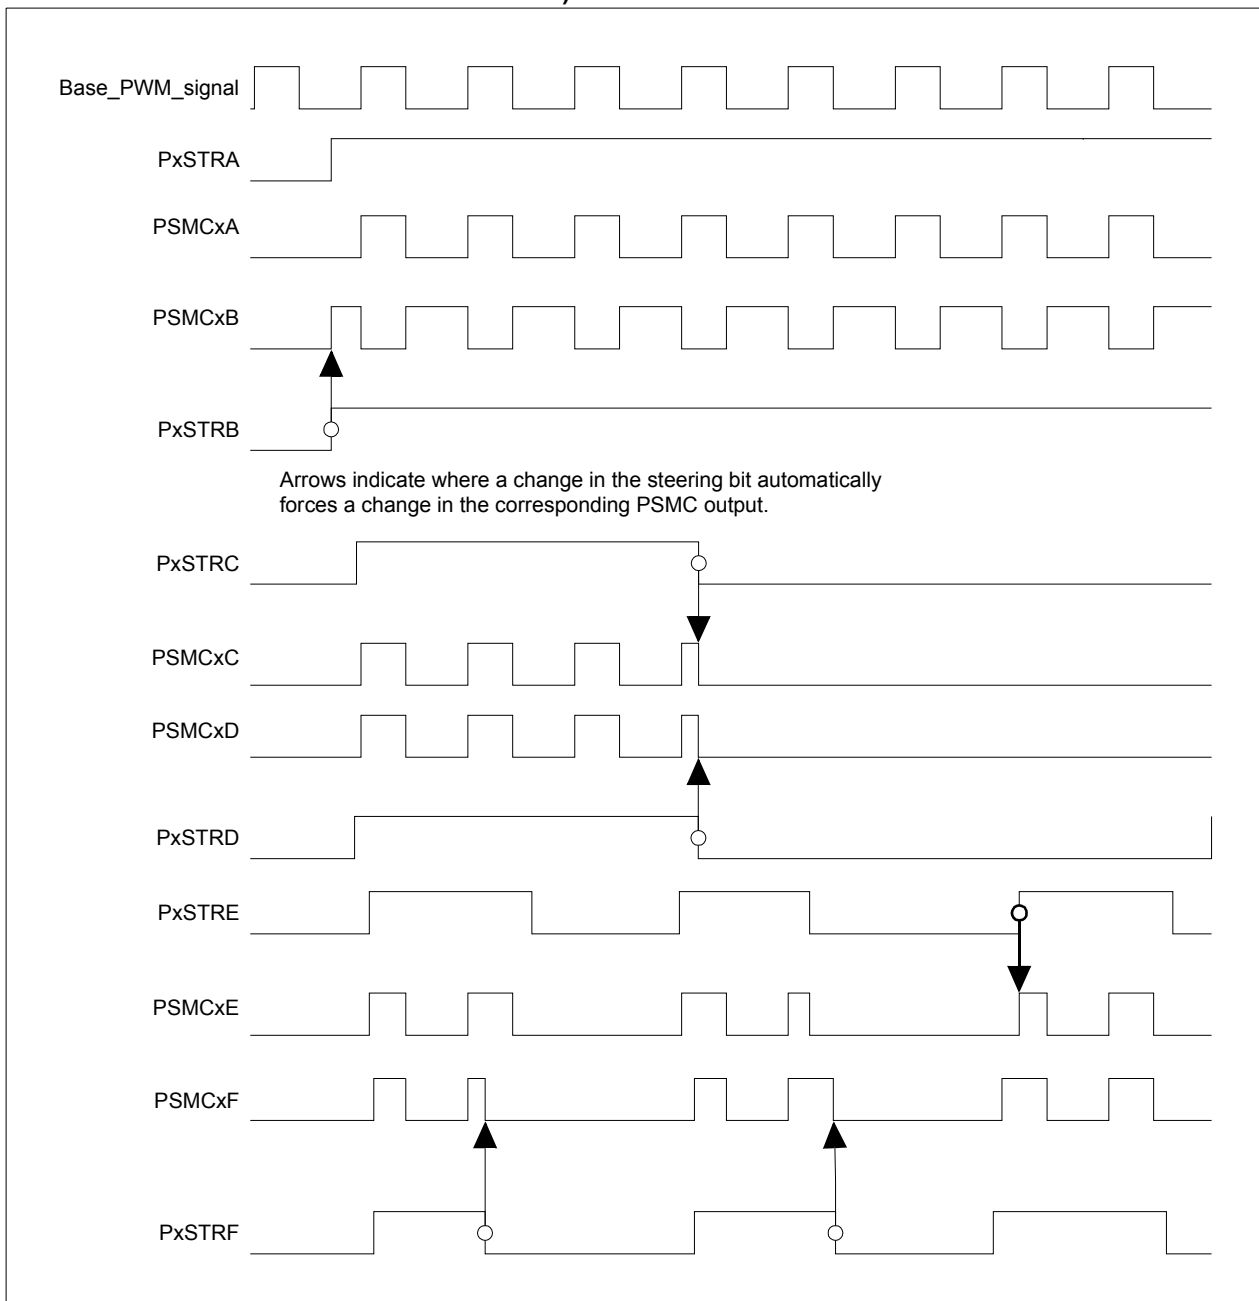 Base_PWM_signal
PxSTRA
PSMCxA
PSMCxB
PxSTRB
Arrows indicate where a change in the steering bit automatically
forces a change in the corresponding PSMC output.
PxSTRC
PSMCxC
PSMCxD
PxSTRD
PxSTRE
PSMCxE
PSMCxF
PxSTRF